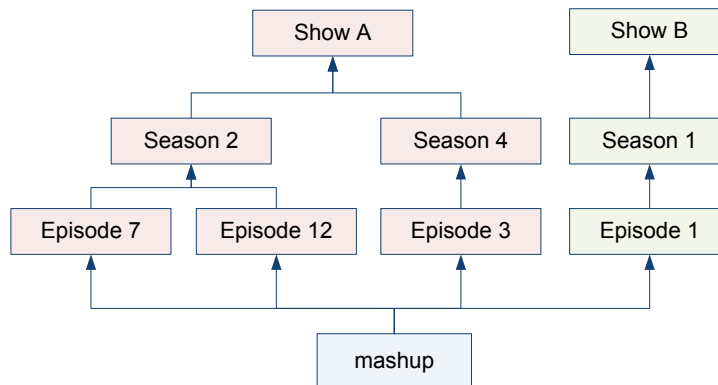 Show A
Show B
Season 2
Season 4
Season 1
Episode 7
Episode 12
Episode 3
Episode 1
mashup